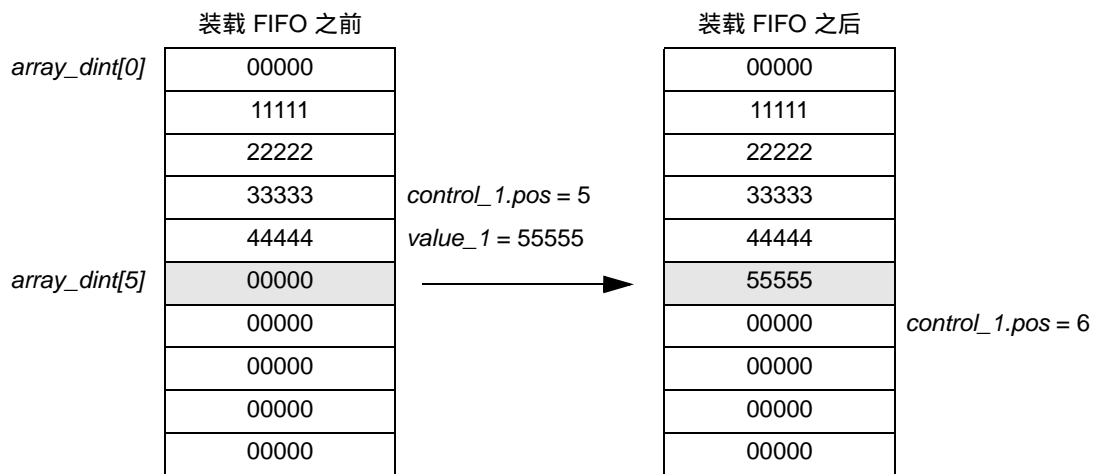 装载 FIFO 之前 装载 FIFO 之后
array_dint[0] 00000 00000
11111 11111
22222 22222
33333 control_1.pos = 5 33333
44444 value_1 = 55555 44444
array_dint[5] 00000 55555
00000 00000 control_1.pos = 6
00000 00000
00000 00000
00000 00000